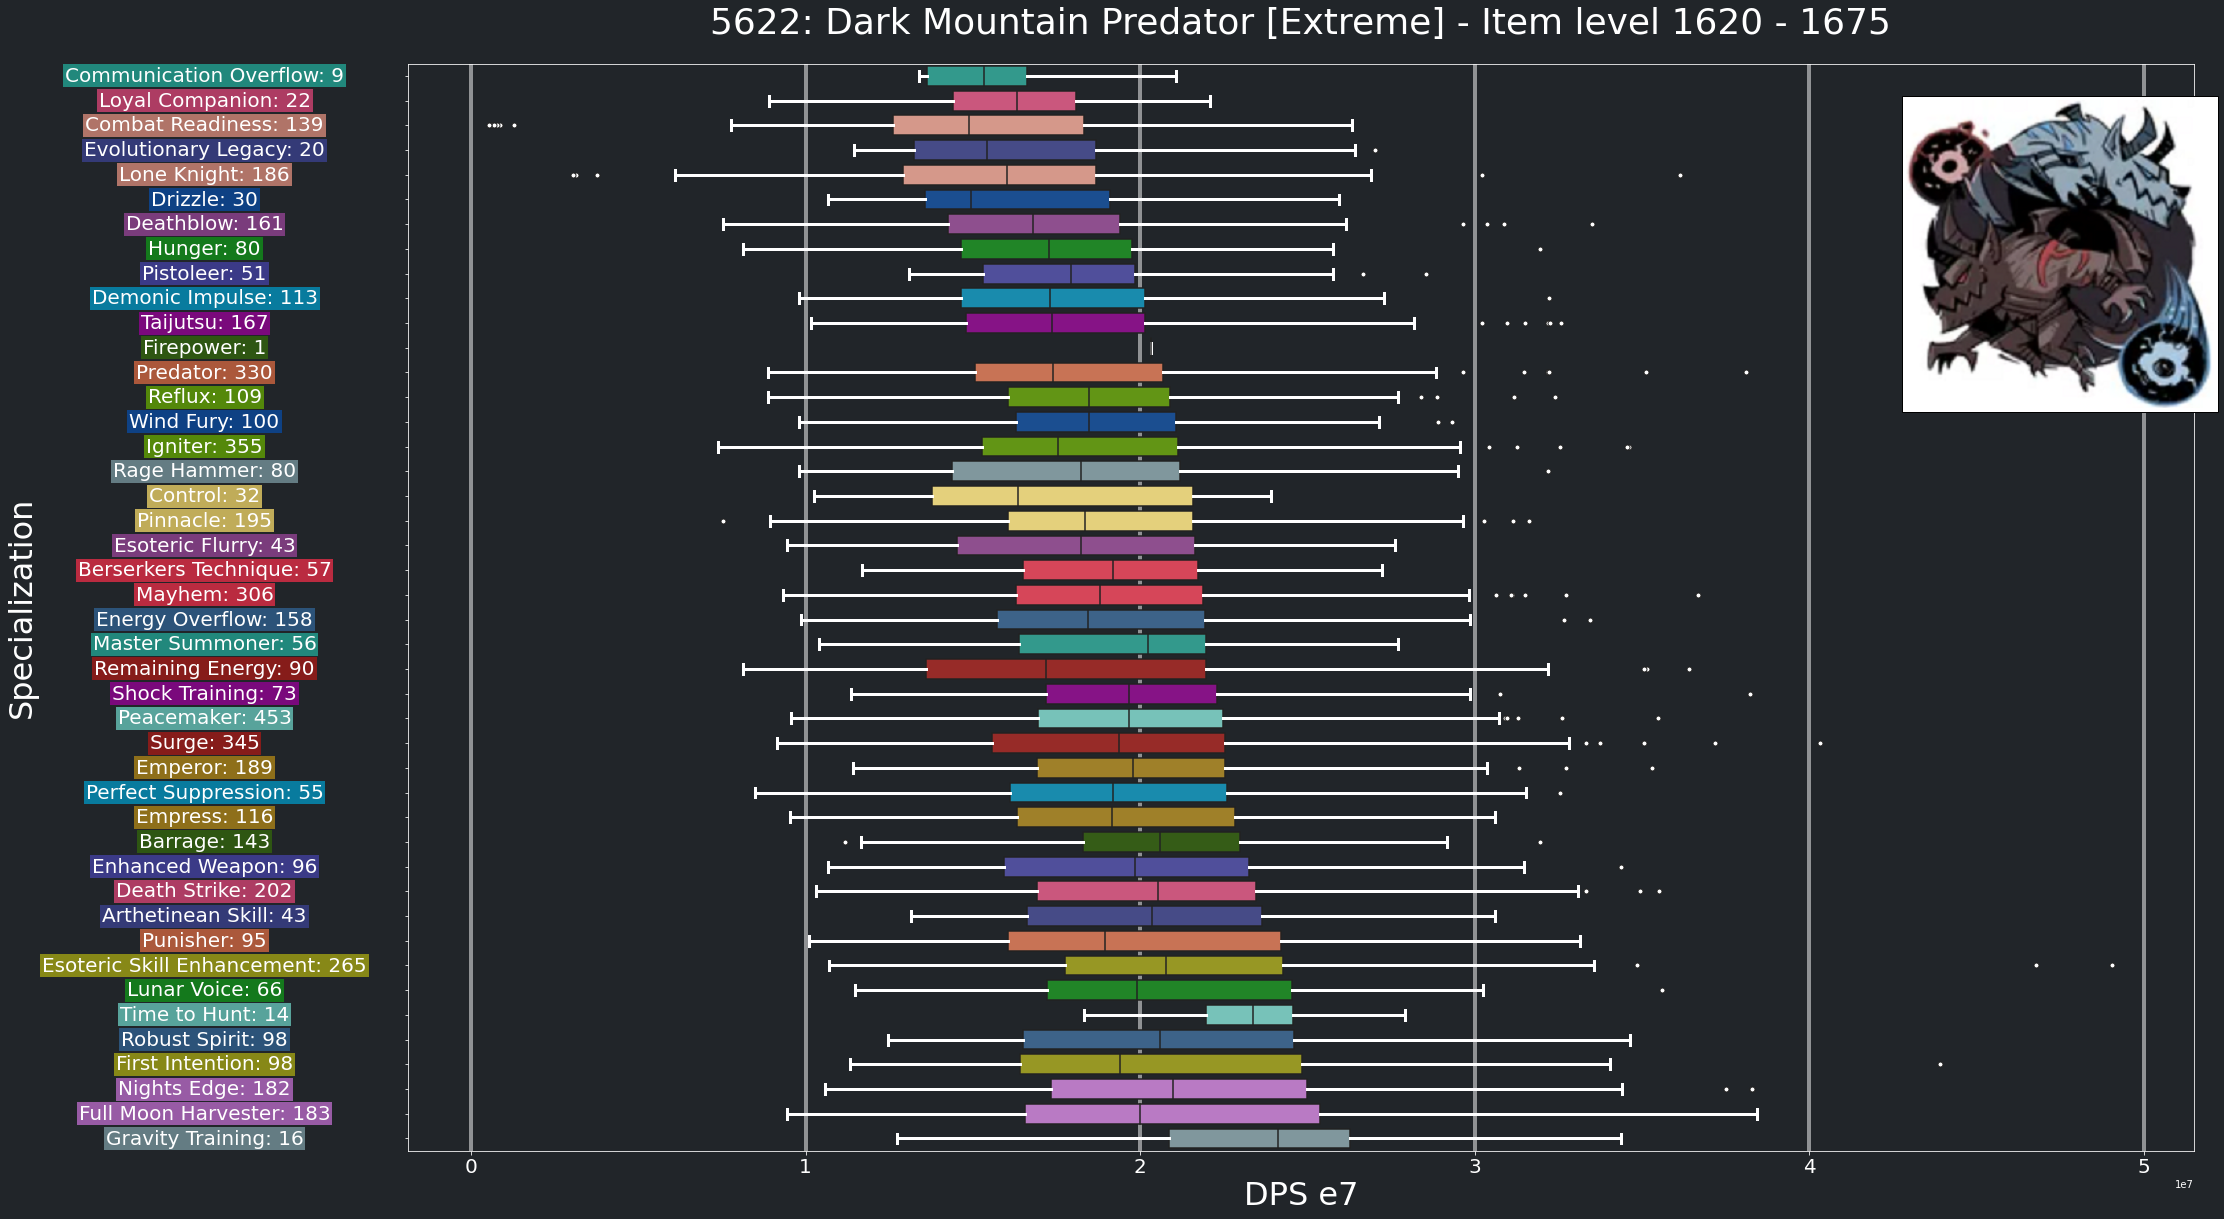 5622: Dark Mountain Predator [Extreme] - Item level 1620 - 1675
Communication Overflow: 9
Loyal Companion: 22
Combat Readiness: 139
Evolutionary Legacy: 20
Lone Knight: 186
Drizzle: 30
Deathblow: 161
Hunger: 80
Pistoleer: 51
Demonic Impulse: 113
Taijutsu: 167
Firepower: 1
Predator: 330
Reflux: 109
Wind Fury: 100
Igniter: 355
Rage Hammer: 80
Control: 32
Pinnacle: 195
Esoteric Flurry: 43
Berserkers Technique: 57
Mayhem: 306
Energy Overflow: 158
Master Summoner: 56
Remaining Energy: 90
Shock Training: 73
Peacemaker: 453
Surge: 345
Emperor: 189
Perfect Suppression: 55
Empress: 116
Barrage: 143
Enhanced Weapon: 96
Death Strike: 202
Arthetinean Skill: 43
Punisher: 95
Esoteric Skill Enhancement: 265
Lunar Voice: 66
Time to Hunt: 14
Robust Spirit: 98
First Intention: 98
Nights Edge: 182
Full Moon Harvester: 183
Gravity Training: 16
Specialization
0 1 2 3 4 5
1e7
DPS e7